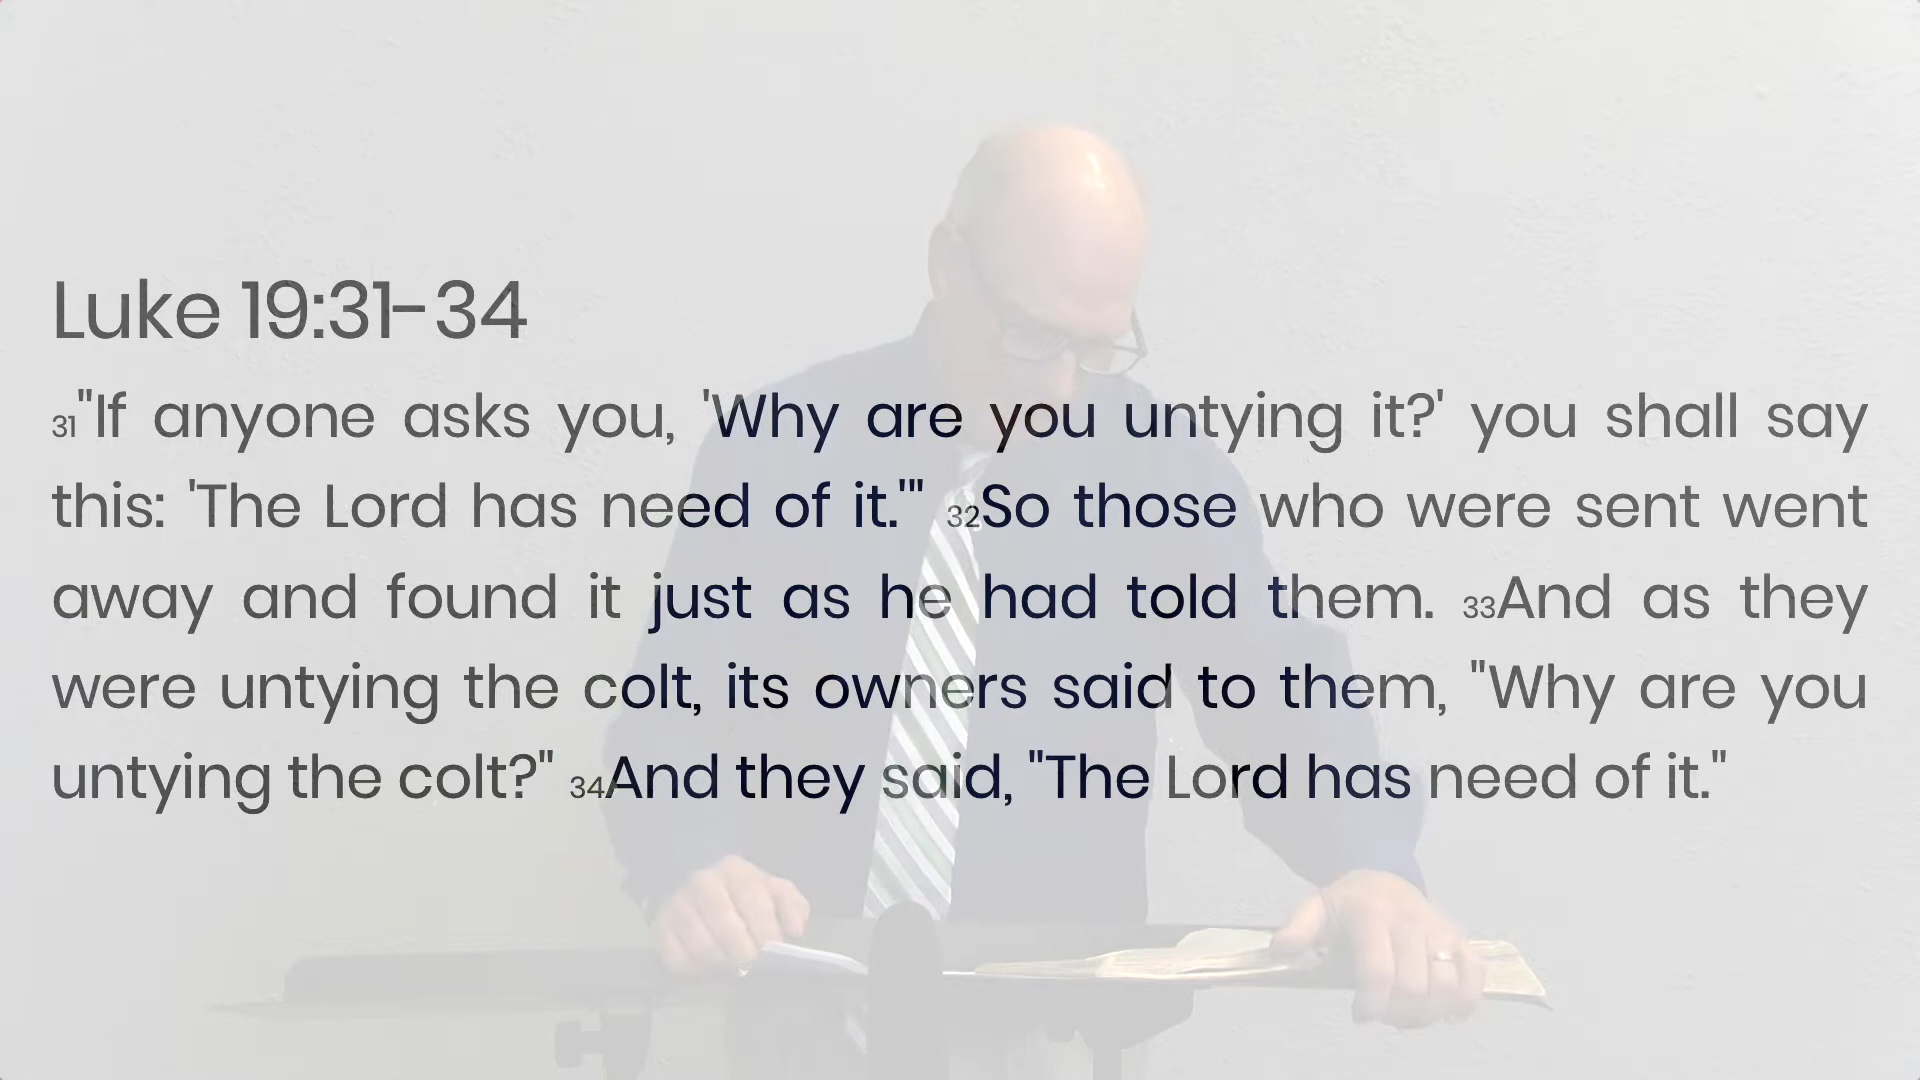 Luke 19:31-34
31"If anyone asks you, 'Why are you untying it?' you shall say
this: 'The Lord has need of it.'" 32So those who were sent went
away and found it just as he had told them. 33And as they
were untying the colt, its owners said to them, "Why are you
untying the colt?" 34And they said, "The Lord has need of it."